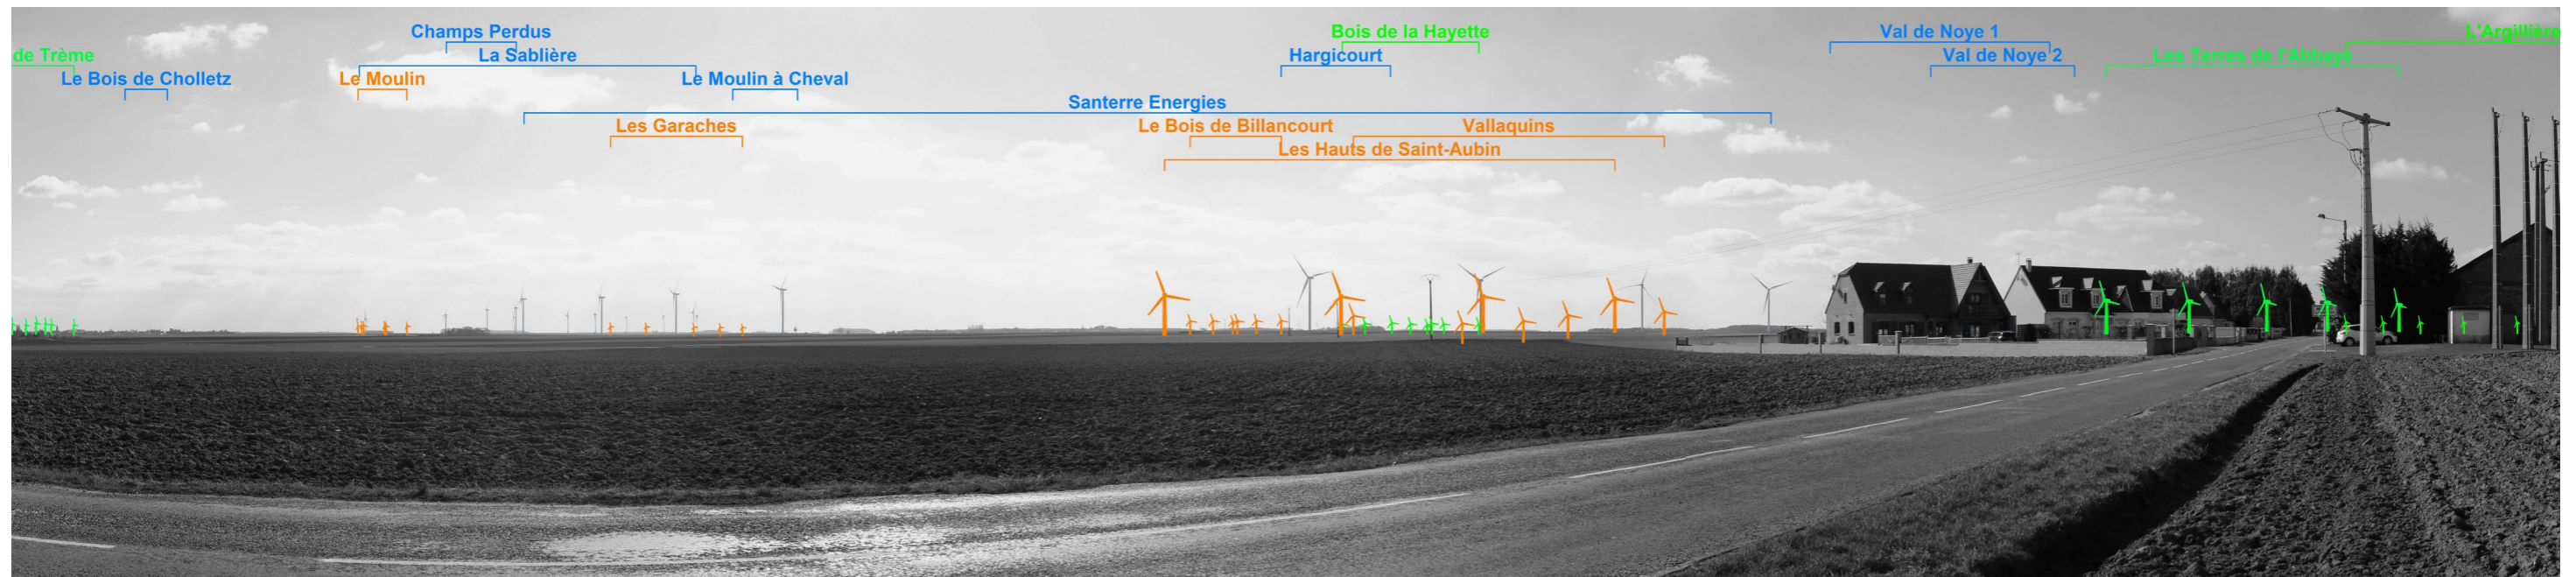 Champs Perdus
Bois de la Hayette
Val de Noye 1
L'Argillière
de Trème
La Sablière
Hargicourt
Val de Noye 2
Les Terres de l'Abbaye
Le Bois de Cholletz
Le Moulin
Le Moulin à Cheval
Santerre Energies
Les Garaches
Le Bois de Billancourt
Vallaquins
Les Hauts de Saint-Aubin